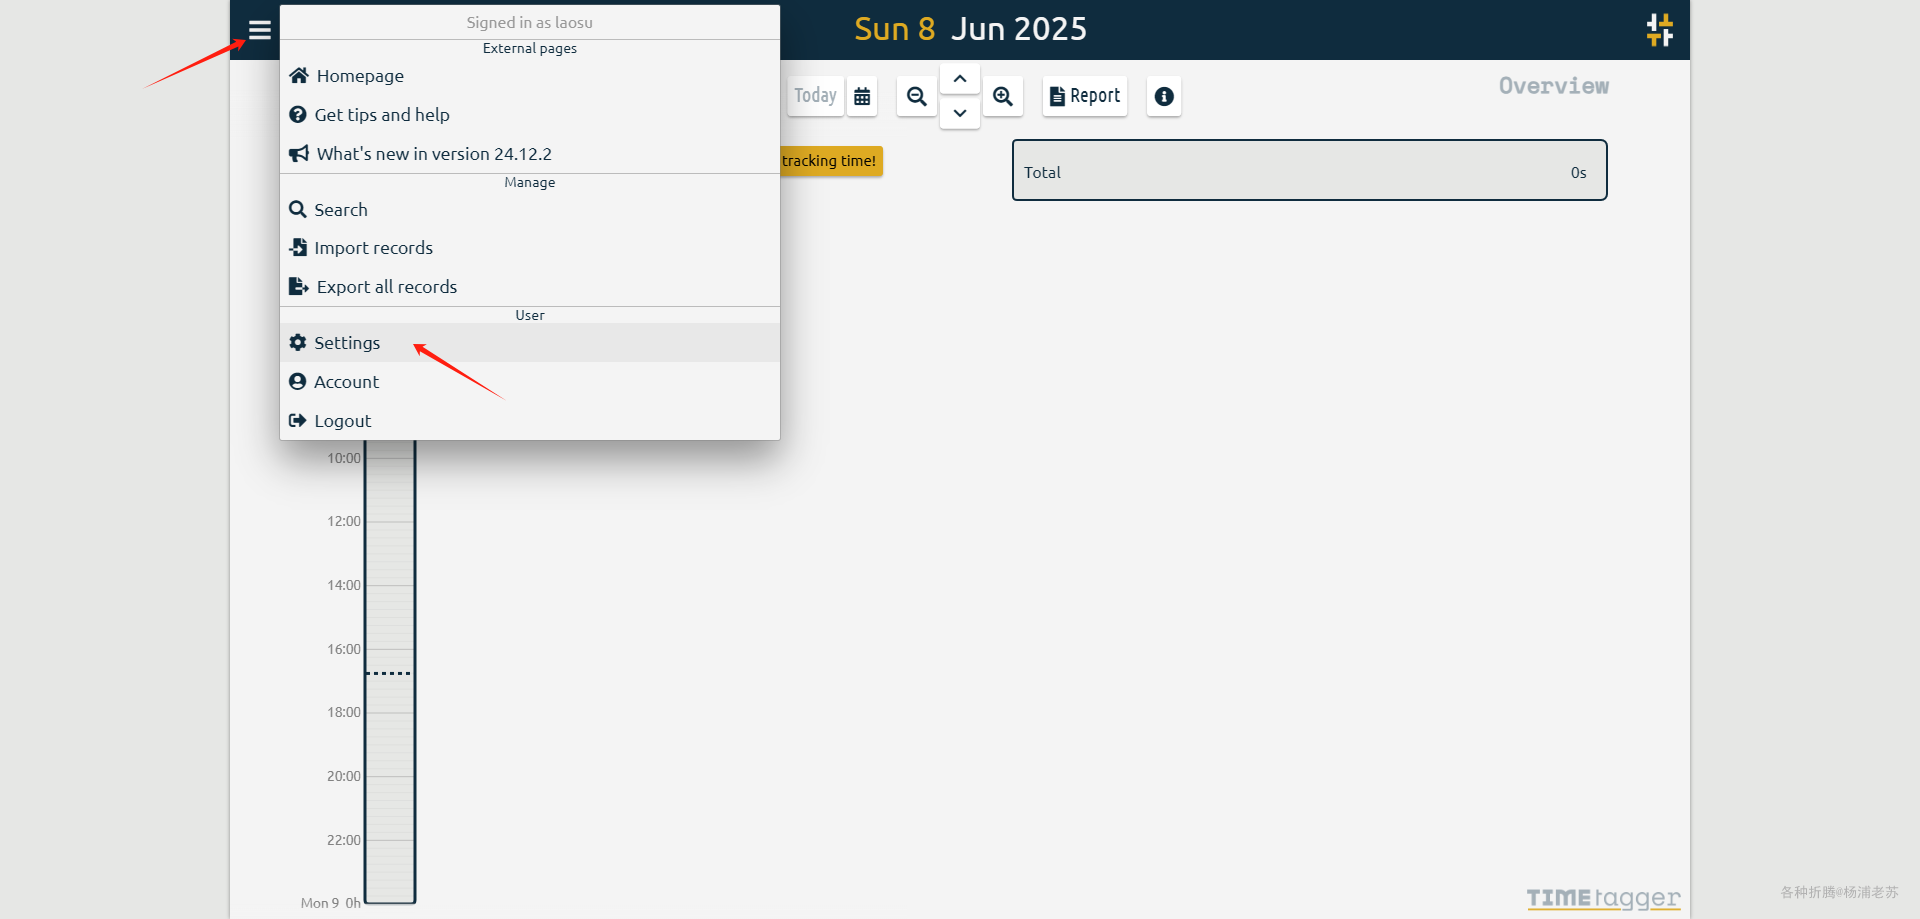 Signed in as laosu
External pages
Homepage
Get tips and help
What's new in version 24.12.2
Manage
Search
Import records
Export all records
User
Settings
Account
Logout
Sun 8 Jun 2025
Today
Report
Overview
tracking time!
Total 0s
10:00
12:00
14:00
16:00
18:00
20:00
22:00
Mon 9 0h
TIMEtagger
各种折腾@杨浦老苏